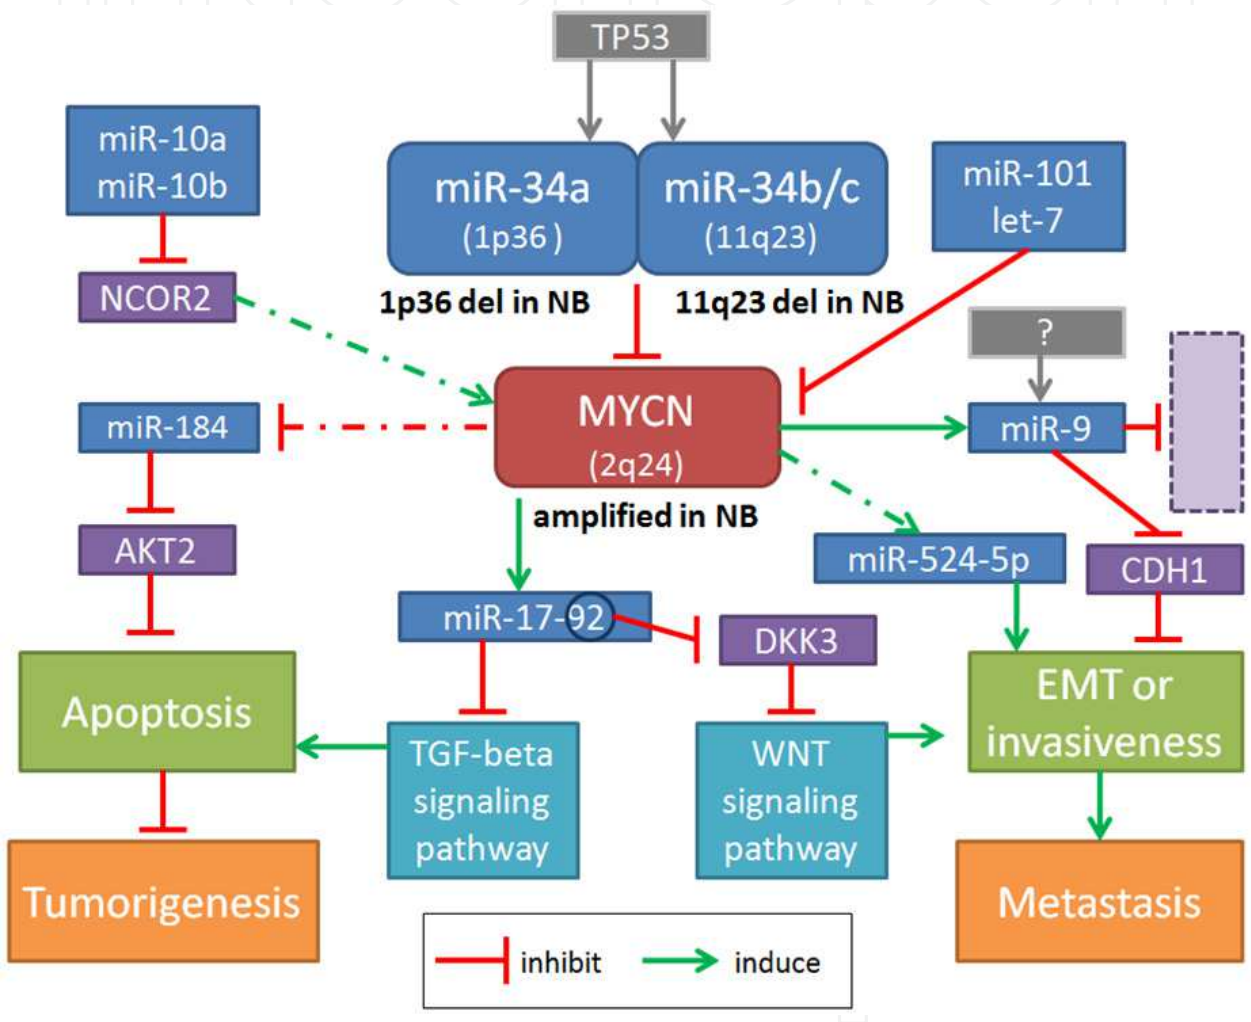 TP53
miR-10a
miR-10b
miR-34a
(1p36 )
miR-34b/c
(11q23)
miR-101
let-7
NCOR2
1p36 del in NB
11q23 del in NB
?
MYCN
(2q24)
miR-184
miR-9
amplified in NB
AKT2
miR-524-5p
CDH1
miR-17-92
DKK3
Apoptosis
EMT or
invasiveness
TGF-beta
signaling
pathway
WNT
signaling
pathway
Tumorigenesis
Metastasis
inhibit
induce